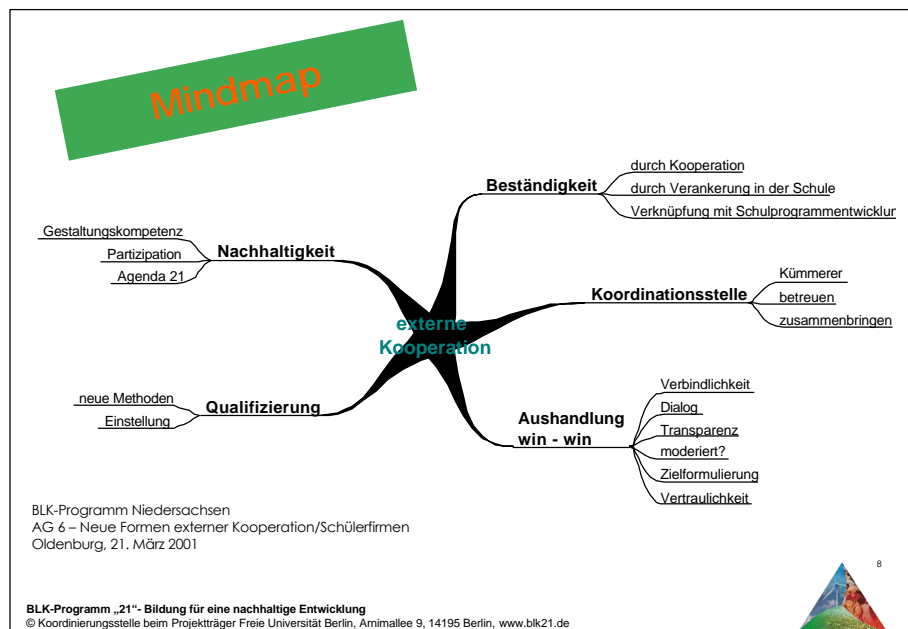 Mindmap
Beständigkeit
durch Kooperation
durch Verankerung in der Schule
Verknüpfung mit Schulprogrammentwicklun
Gestaltungskompetenz
Partizipation
Agenda 21
Nachhaltigkeit
Koordinationsstelle
Kümmerer
betreuen
zusammenbringen
externe
Kooperation
neue Methoden
Einstellung
Qualifizierung
Aushandlung
win - win
Verbindlichkeit
Dialog
Transparenz
moderiert?
Zielformulierung
Vertraulichkeit
BLK-Programm Niedersachsen
AG 6 – Neue Formen externer Kooperation/Schülerfirmen
Oldenburg, 21. März 2001
8
BLK-Programm „21“- Bildung für eine nachhaltige Entwicklung
© Koordinierungsstelle beim Projektträger Freie Universität Berlin, Arnimallee 9, 14195 Berlin, www.blk21.de